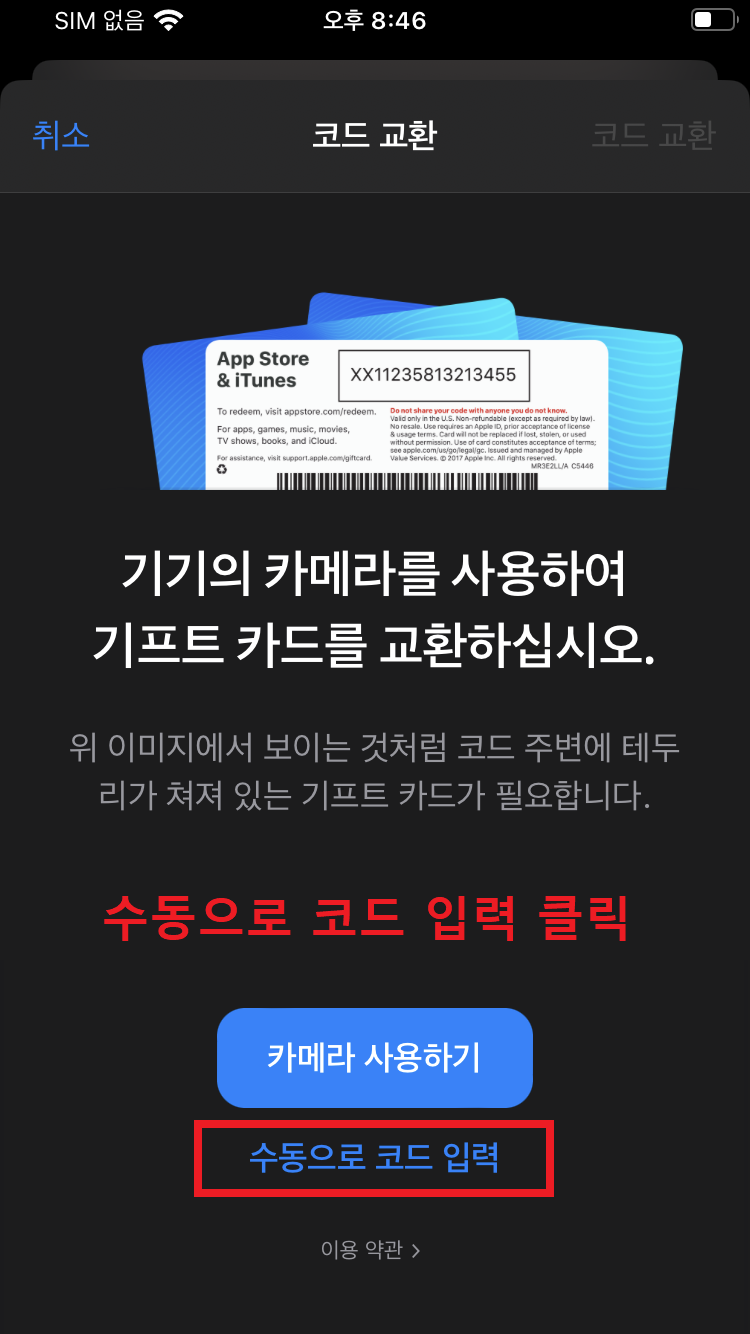 SIM 없음 오후 8:46
취소 코드 교환 코드 교환
App Store
& iTunes
XX11235813213455
To redeem, visit appstore.com/redeem.
For apps, games, music, movies,
TV shows, books, and iCloud.
For assistance, visit support.apple.com/giftcard.
Do not share your code with anyone you do not know.
Valid only in the U.S. Non-refundable (except as required by law).
No resale. Use requires an Apple ID, prior acceptance of license
& usage terms. Card will not be replaced if lost, stolen, or used
without permission. Use of card constitutes acceptance of terms;
see apple.com/us/go/legal/gc. Issued and managed by Apple
Value Services. © 2017 Apple Inc. All rights reserved.
MR3E2LL/A C5446
기기의 카메라를 사용하여
기프트 카드를 교환하십시오.
위 이미지에서 보이는 것처럼 코드 주변에 테두
리가 쳐져 있는 기프트 카드가 필요합니다.
수동으로 코드 입력 클릭
카메라 사용하기
수동으로 코드 입력
이용 약관 >